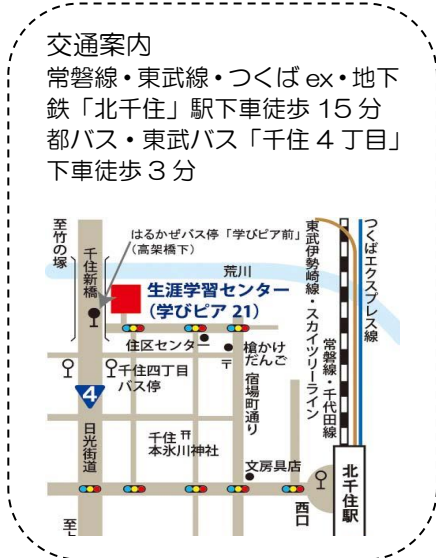 交通案内
常磐線・東武線・つくばex・地下
鉄「北千住」駅下車徒歩 15 分
都バス・東武バス「千住 4 丁目」
下車徒歩 3 分
至竹の塚
千住新橋
はるかぜバス停「学びピア前」
(高架橋下)
荒川
生涯学習センター
(学びピア 21)
東武伊勢崎線・スカイツリーライン
つくばエクスプレス線
常磐線・千代田線
住区センター
槍かけ
だんご
千住四丁目
バス停
4
宿場町通り
日光街道
千住
本氷川神社
文房具店
西口
北千住駅
至